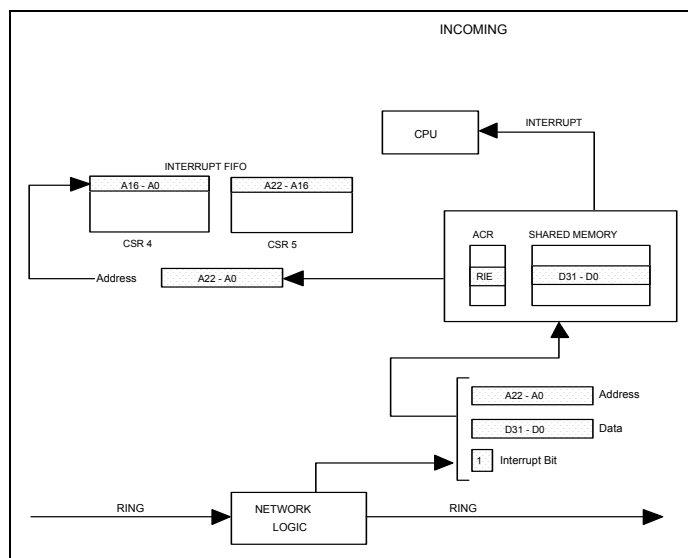 INCOMING
CPU
INTERRUPT
INTERRUPT FIFO
A16 - A0
A22 - A16
CSR 4
CSR 5
ACR
SHARED MEMORY
RIE
D31 - D0
Address
A22 - A0
A22 - A0
Address
D31 - D0
Data
1
Interrupt Bit
RING
NETWORK
LOGIC
RING